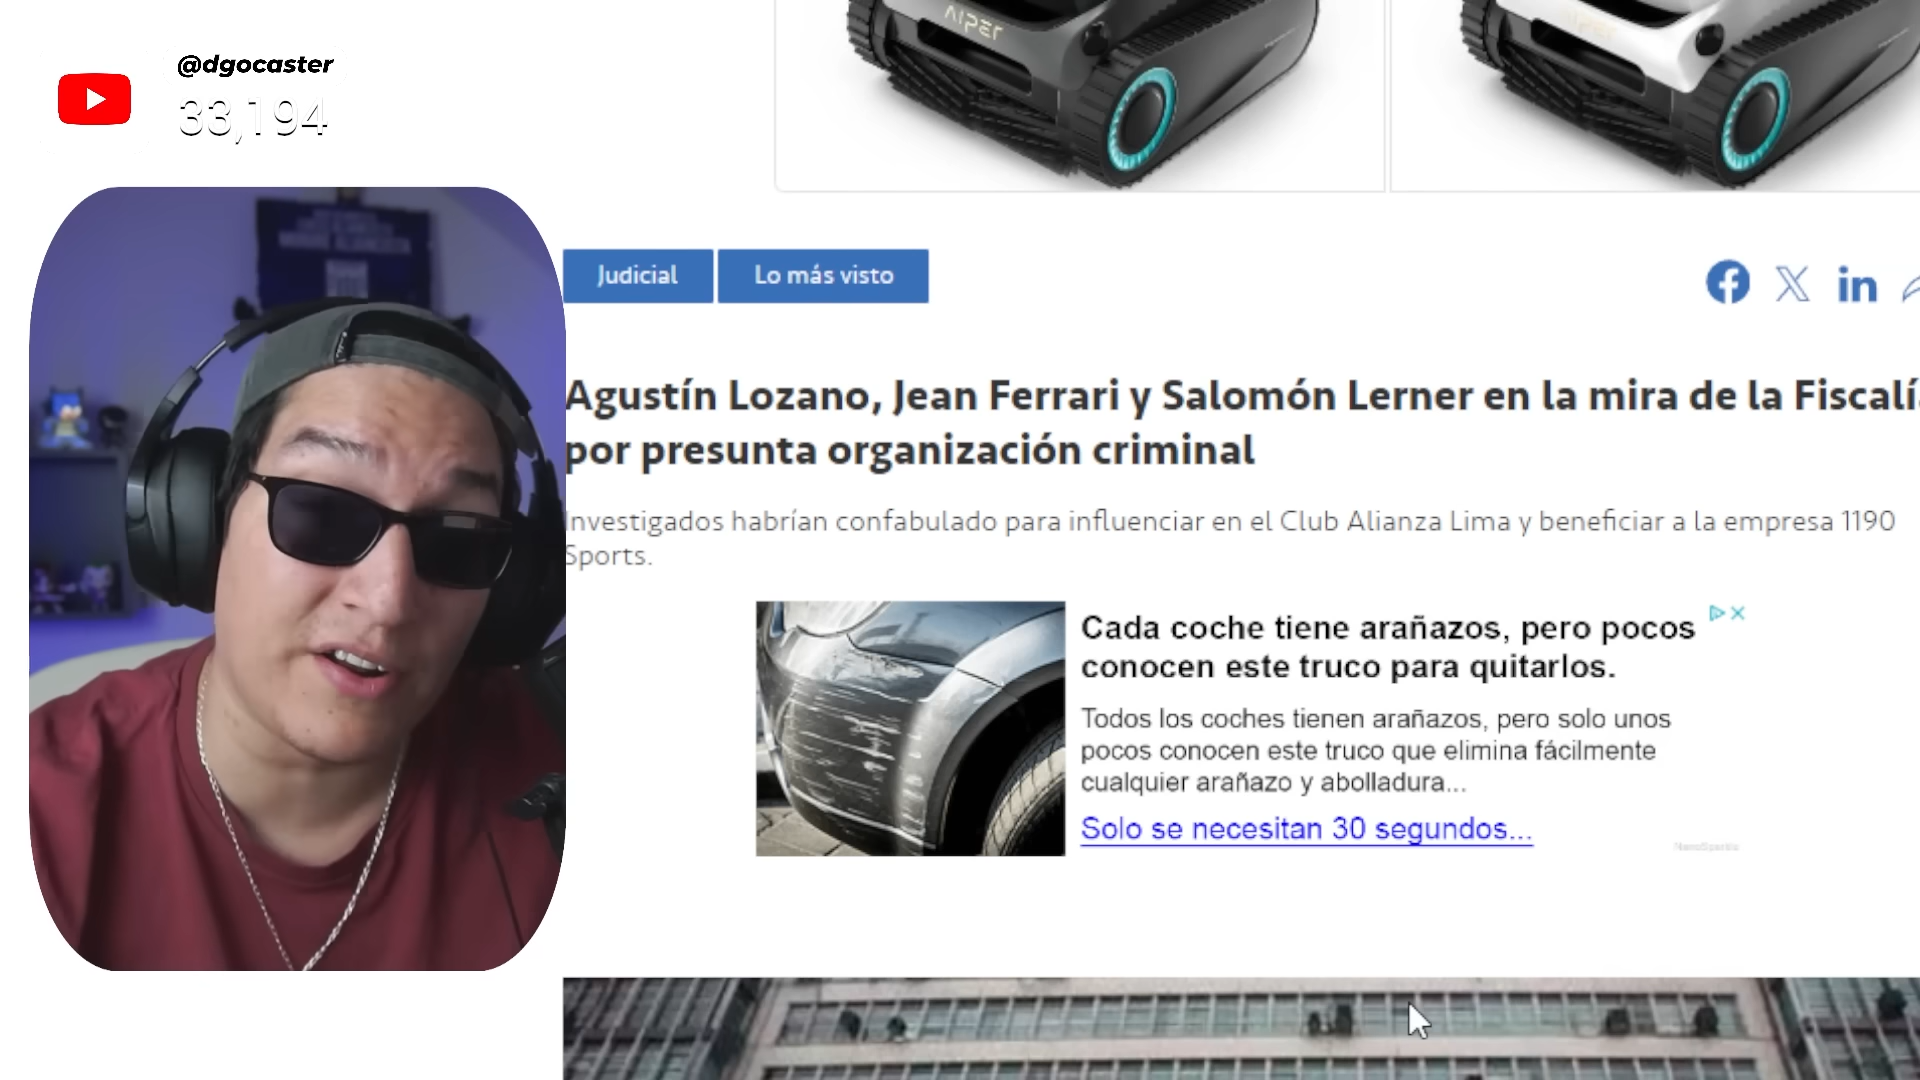 @dgocaster
33,194
AIPER
Judicial
Lo más visto
Agustín Lozano, Jean Ferrari y Salomón Lerner en la mira de la Fiscalí
por presunta organización criminal
Investigados habrían confabulado para influenciar en el Club Alianza Lima y beneficiar a la empresa 1190
Sports.
Cada coche tiene arañazos, pero pocos
conocen este truco para quitarlos.
Todos los coches tienen arañazos, pero solo unos
pocos conocen este truco que elimina fácilmente
cualquier arañazo y abolladura...
Solo se necesitan 30 segundos...